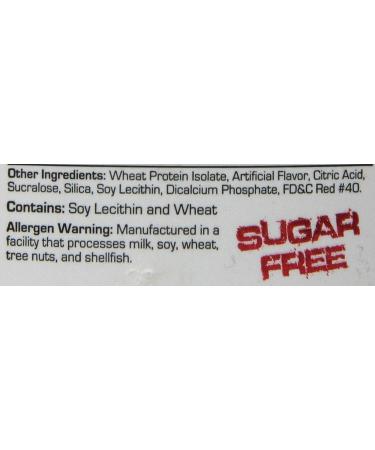 Other Ingredients: Wheat Protein Isolate, Artificial Flavor, Citric Acid,
Sucralose, Silica, Soy Lecithin, Dicalcium Phosphate, FD&C Red #40.
Contains: Soy Lecithin and Wheat
Allergen Warning: Manufactured in a
facility that processes milk, soy, wheat,
tree nuts, and shellfish.
SUGAR
FREE